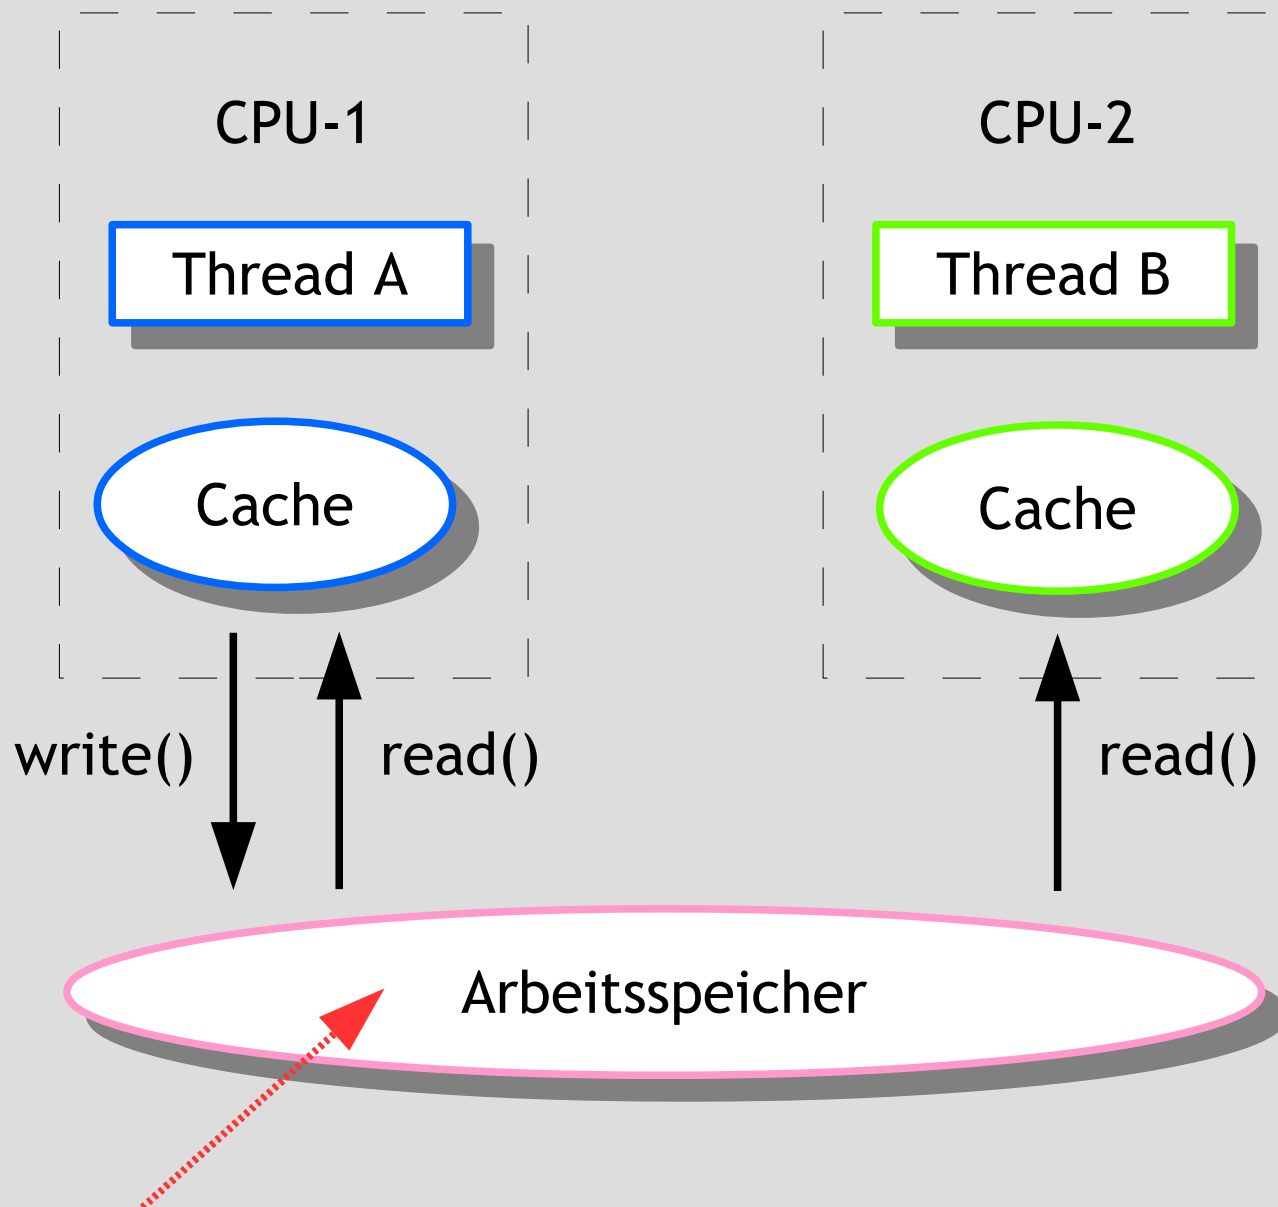 CPU-1
CPU-2
Thread A
Thread B
Cache
Cache
write()
read()
read()
Arbeitsspeicher